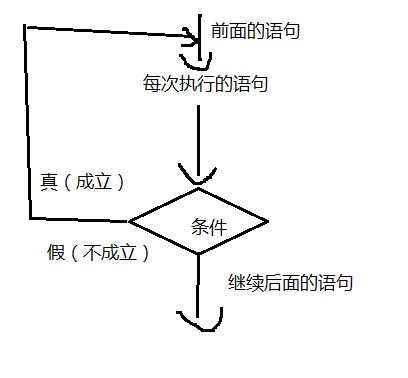 前面的语句
每次执行的语句
真（成立）
条件
假（不成立）
继续后面的语句